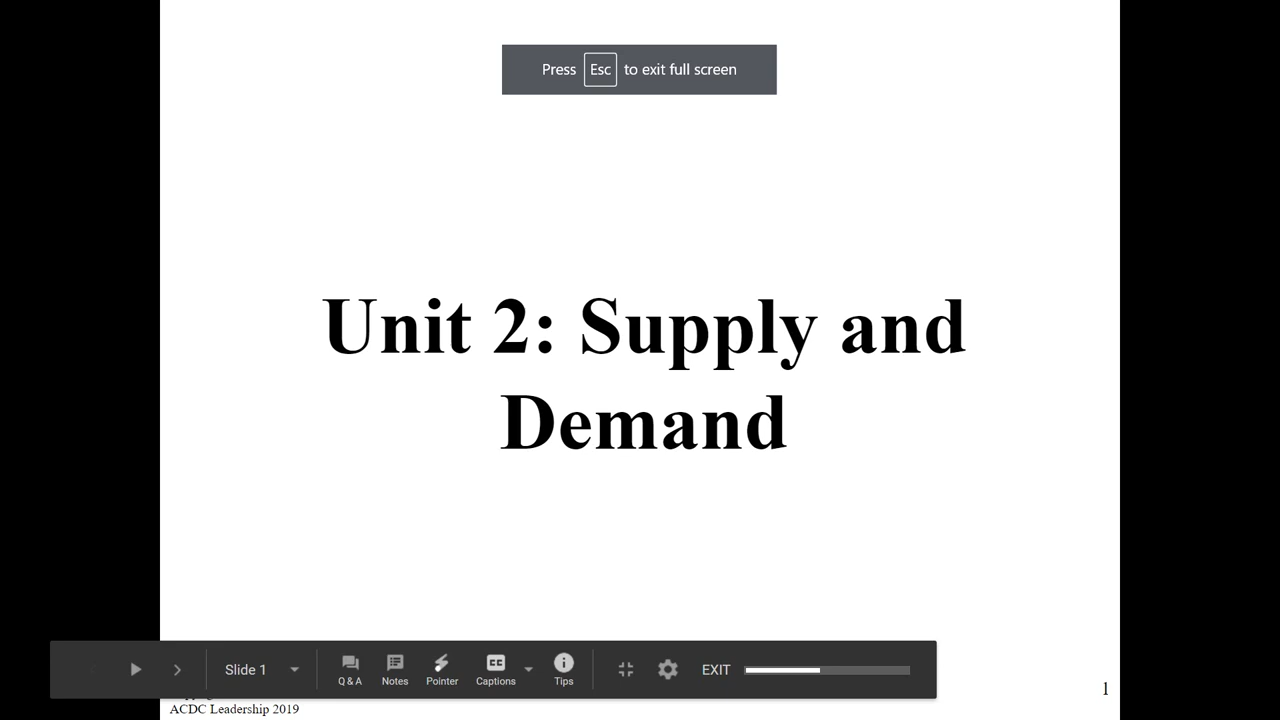 Press Esc to exit full screen
Unit 2: Supply and
Demand
Slide 1
Q & A
Notes
Pointer
CC
Captions
Tips
EXIT
1
ACDC Leadership 2019